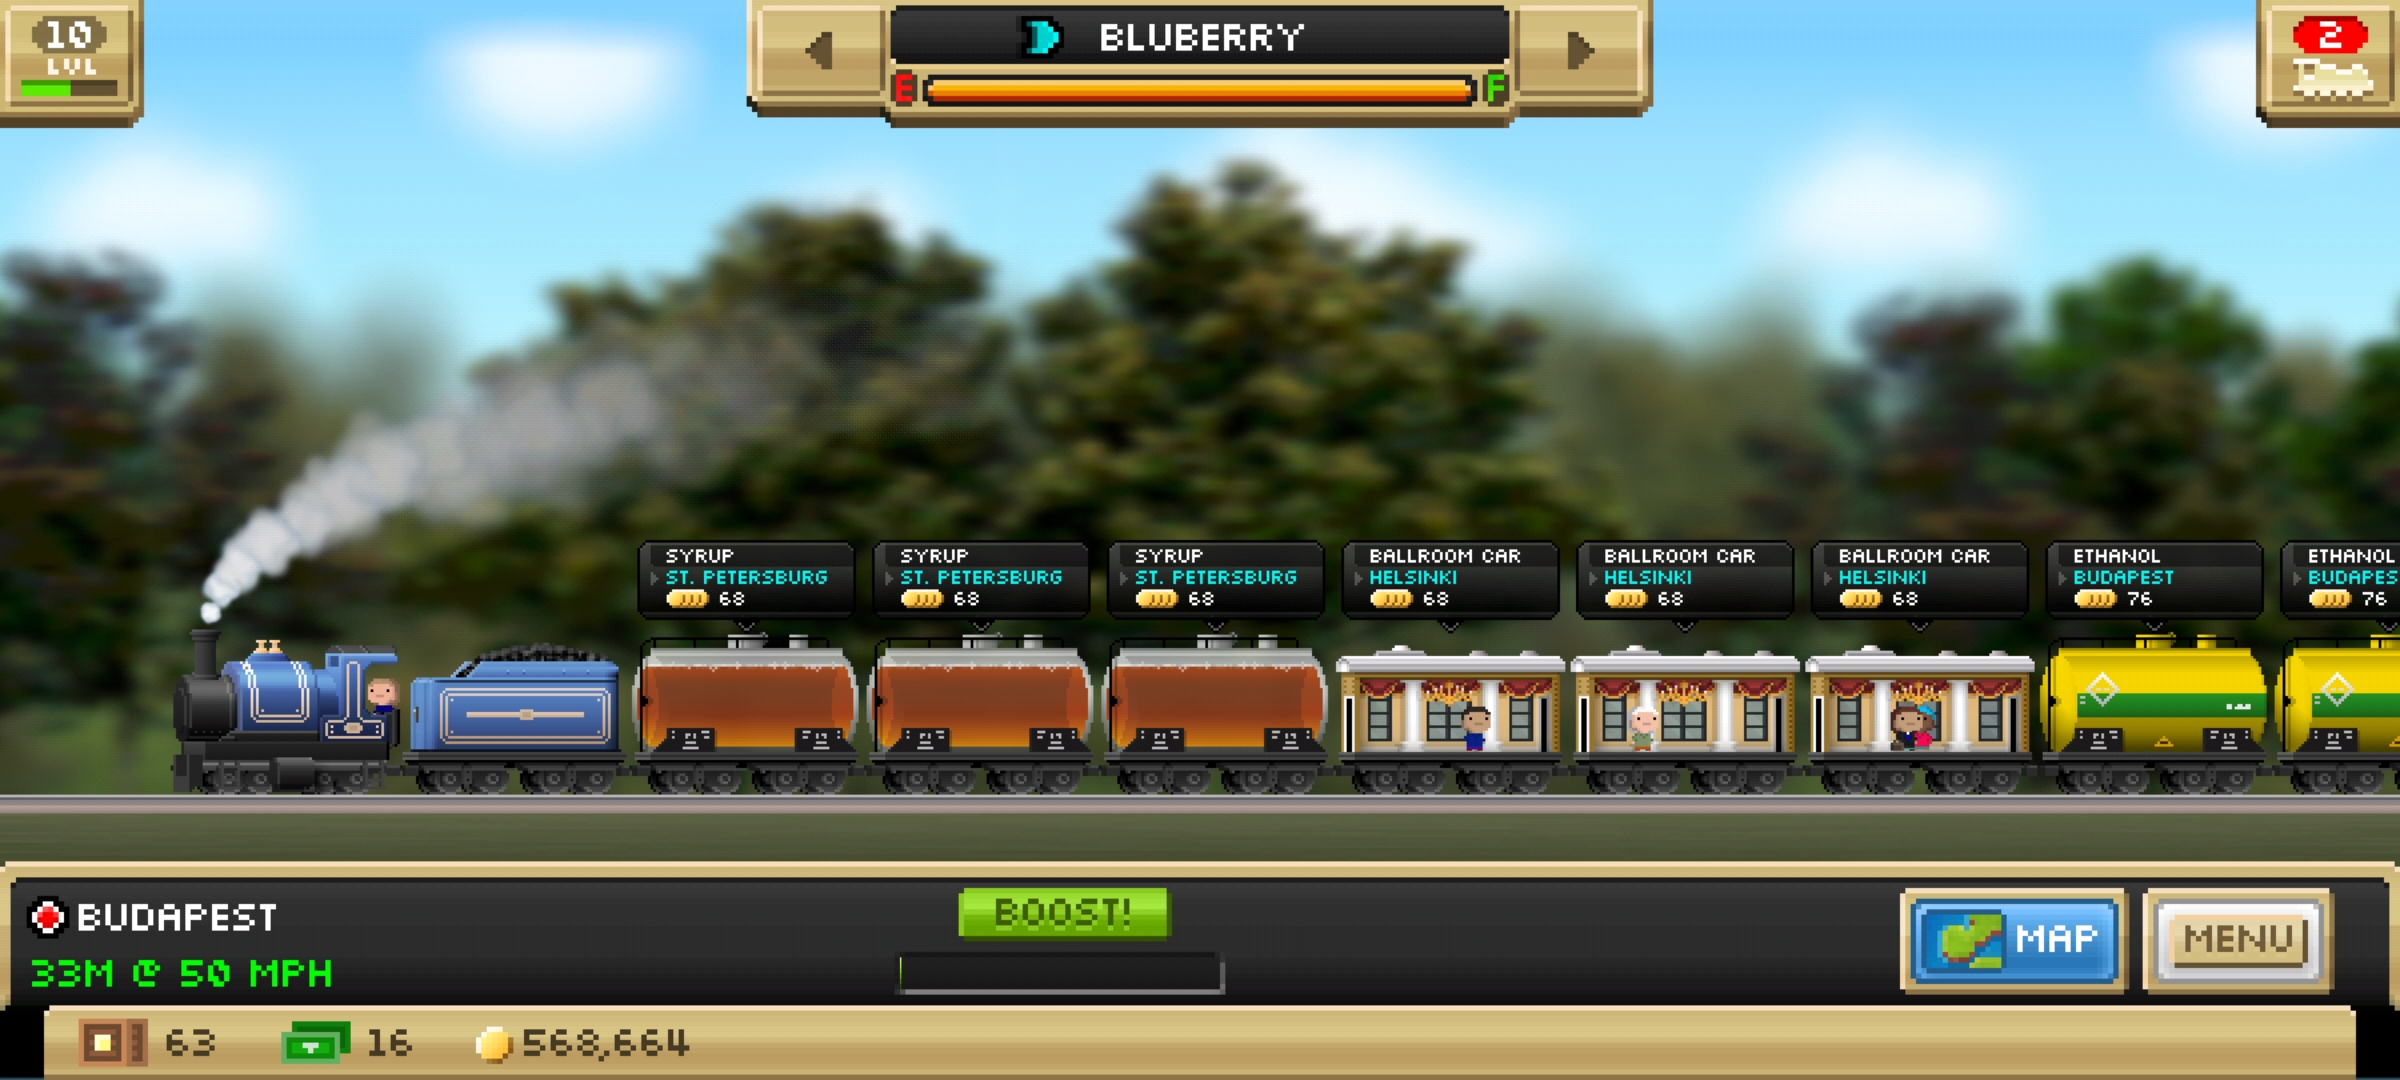 10
LVL
BLUBERRY
E F
2
SYRUP
ST. PETERSBURG
68
SYRUP
ST. PETERSBURG
68
SYRUP
ST. PETERSBURG
68
BALLROOM CAR
HELSINKI
68
BALLROOM CAR
HELSINKI
68
BALLROOM CAR
HELSINKI
68
ETHANOL
BUDAPEST
76
ETHANOL
BUDAPES
76
BUDAPEST
33M @ 50 MPH
BOOST!
MAP
MENU
63
16
568,664